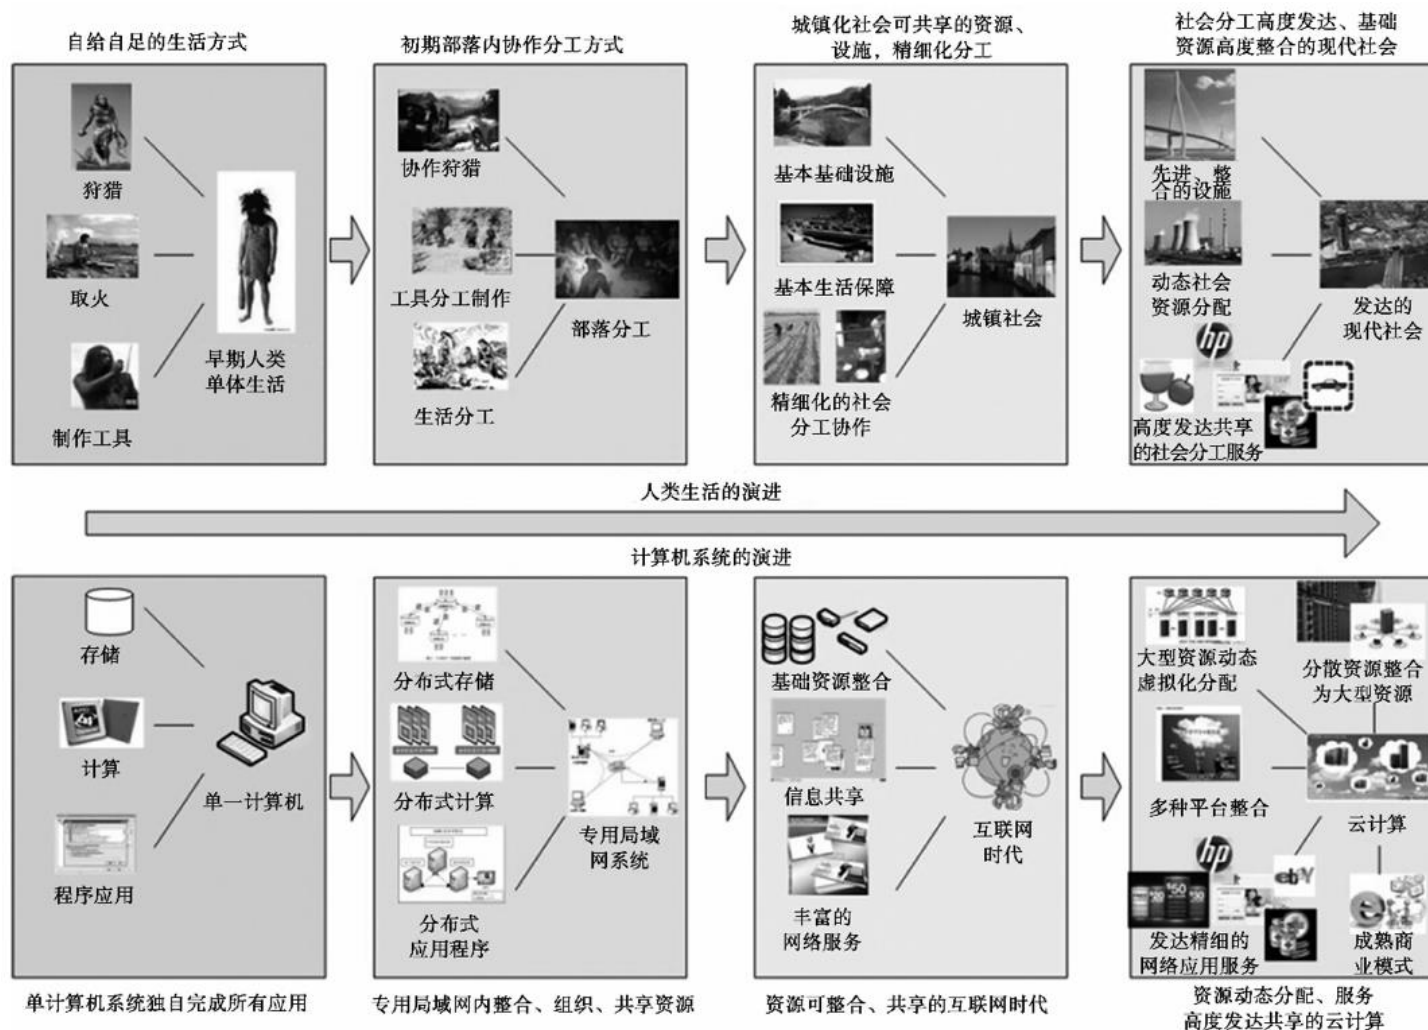 自给自足的生活方式
初期部落内协作分工方式
城镇化社会可共享的资源、
设施，精细化分工
社会分工高度发达、基础
资源高度整合的现代社会
狩猎
取火
制作工具
早期人类
单体生活
协作狩猎
工具分工制作
生活分工
部落分工
基本基础设施
基本生活保障
精细化的社会
分工协作
城镇社会
先进、整
合的设施
动态社会
资源分配
hp
高度发达共享
的社会分工服务
发达的
现代社会
人类生活的演进
计算机系统的演进
存储
计算
程序应用
单一计算机
分布式存储
分布式计算
分布式
应用程序
专用局域
网系统
基础资源整合
信息共享
丰富的
网络服务
互联网
时代
大型资源动态
虚拟化分配
分散资源整合
为大型资源
多种平台整合
云计算
hp
ebY
发达精细的
网络应用服务
成熟商
业模式
单计算机系统独自完成所有应用
专用局域网内整合、组织、共享资源
资源可整合、共享的互联网时代
资源动态分配、服务
高度发达共享的云计算